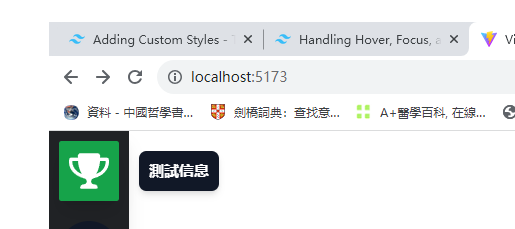 Adding Custom Styles -
Handling Hover, Focus,
Vi
localhost:5173
資料 - 中國哲學書...
劍橋詞典：查找意...
A+醫學百科, 在線...
測試信息